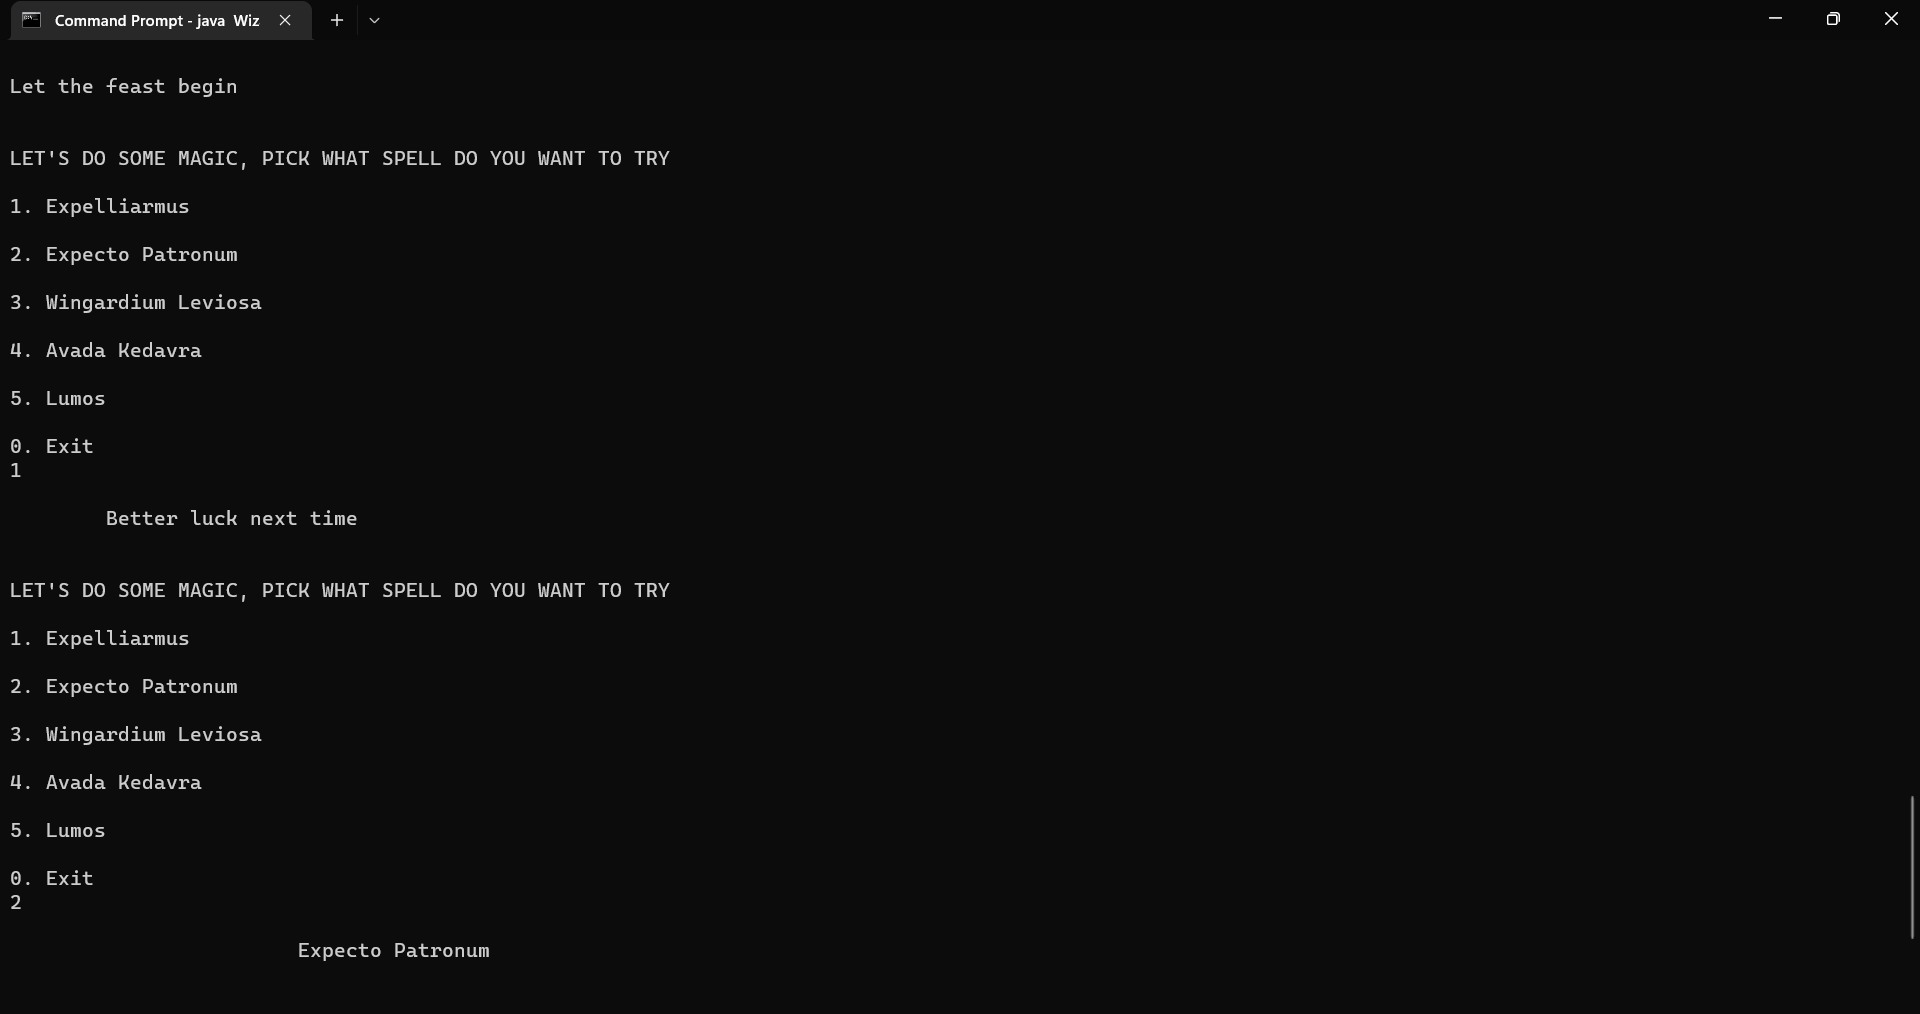 Command Prompt - java Wiz
Let the feast begin
LET'S DO SOME MAGIC, PICK WHAT SPELL DO YOU WANT TO TRY
1. Expelliarmus
2. Expecto Patronum
3. Wingardium Leviosa
4. Avada Kedavra
5. Lumos
0. Exit
1
Better luck next time
LET'S DO SOME MAGIC, PICK WHAT SPELL DO YOU WANT TO TRY
1. Expelliarmus
2. Expecto Patronum
3. Wingardium Leviosa
4. Avada Kedavra
5. Lumos
0. Exit
2
Expecto Patronum